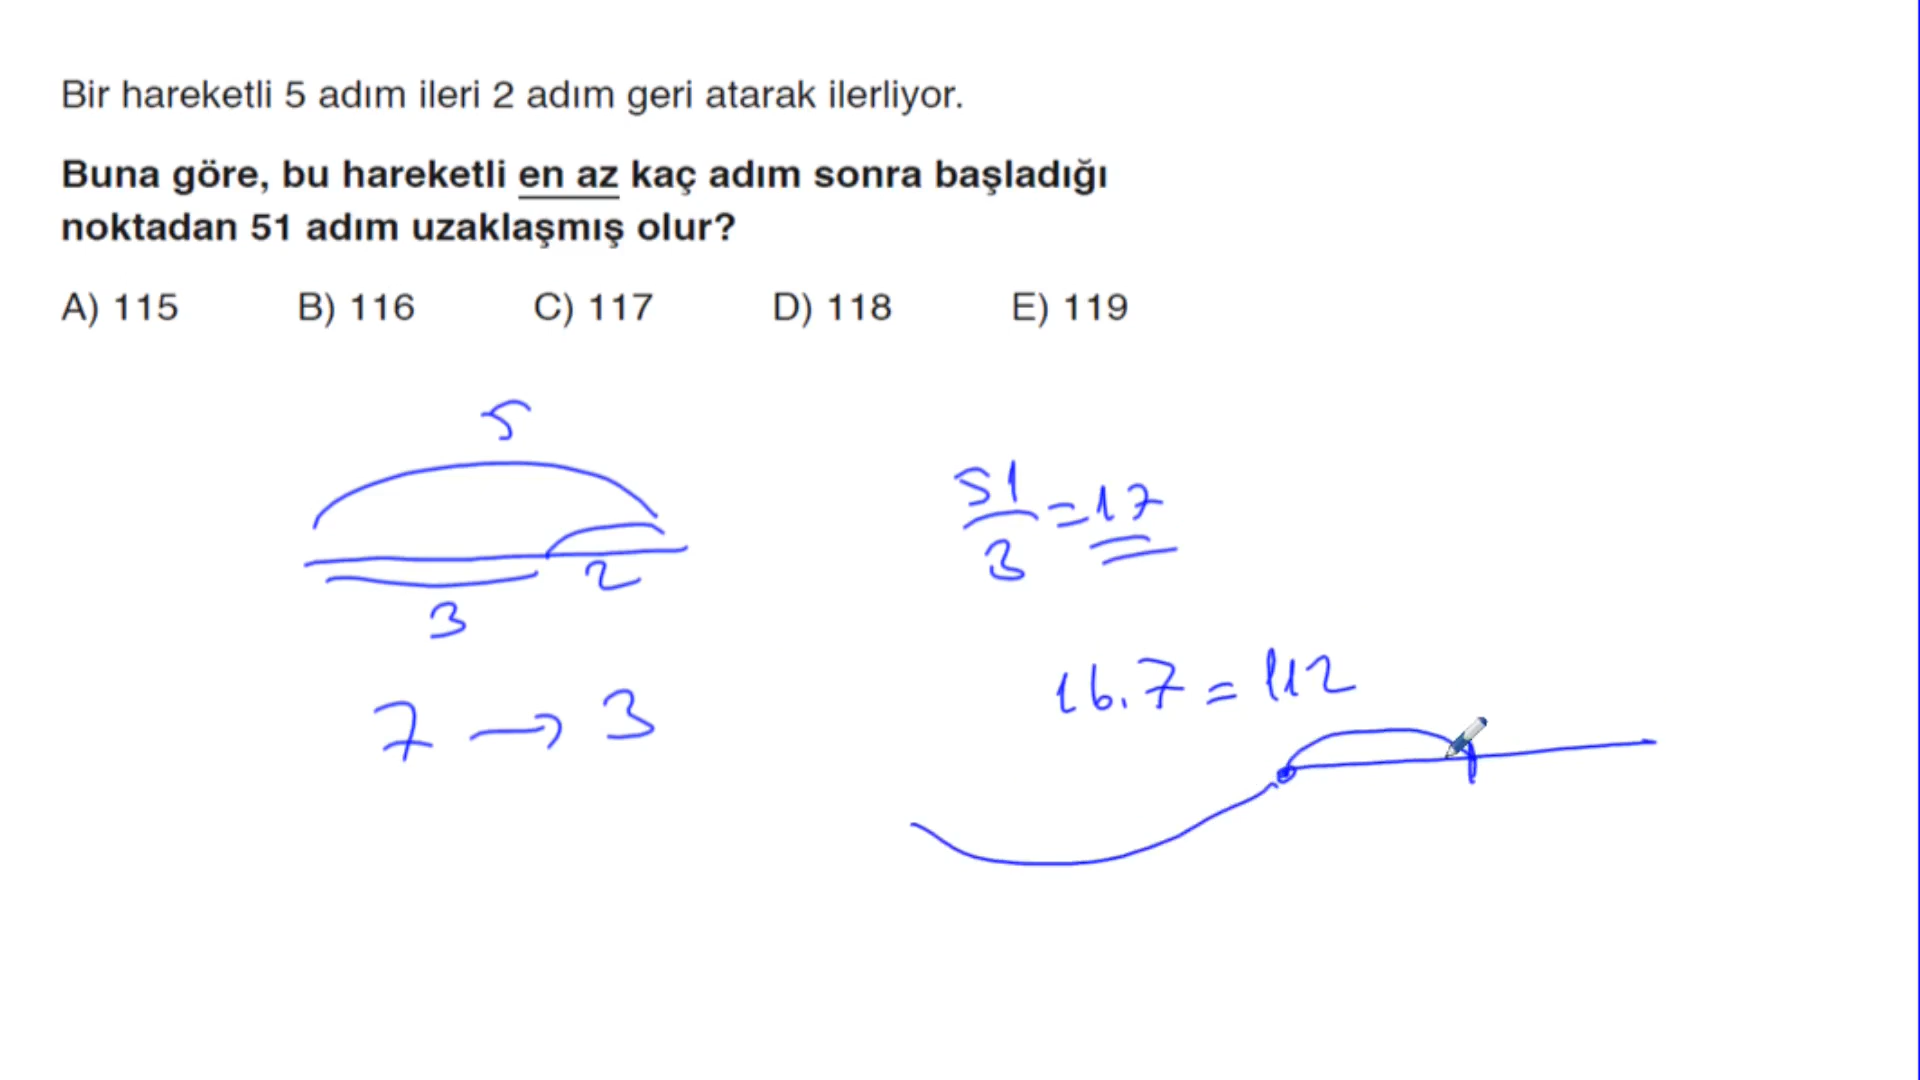 Bir hareketli 5 adım ileri 2 adım geri atarak ilerliyor.
Buna göre, bu hareketli en az kaç adım sonra başladığı
noktadan 51 adım uzaklaşmış olur?
A) 115 B) 116 C) 117 D) 118 E) 119
5
2
3
7 → 3
51/3 = 17
16.7 = 112